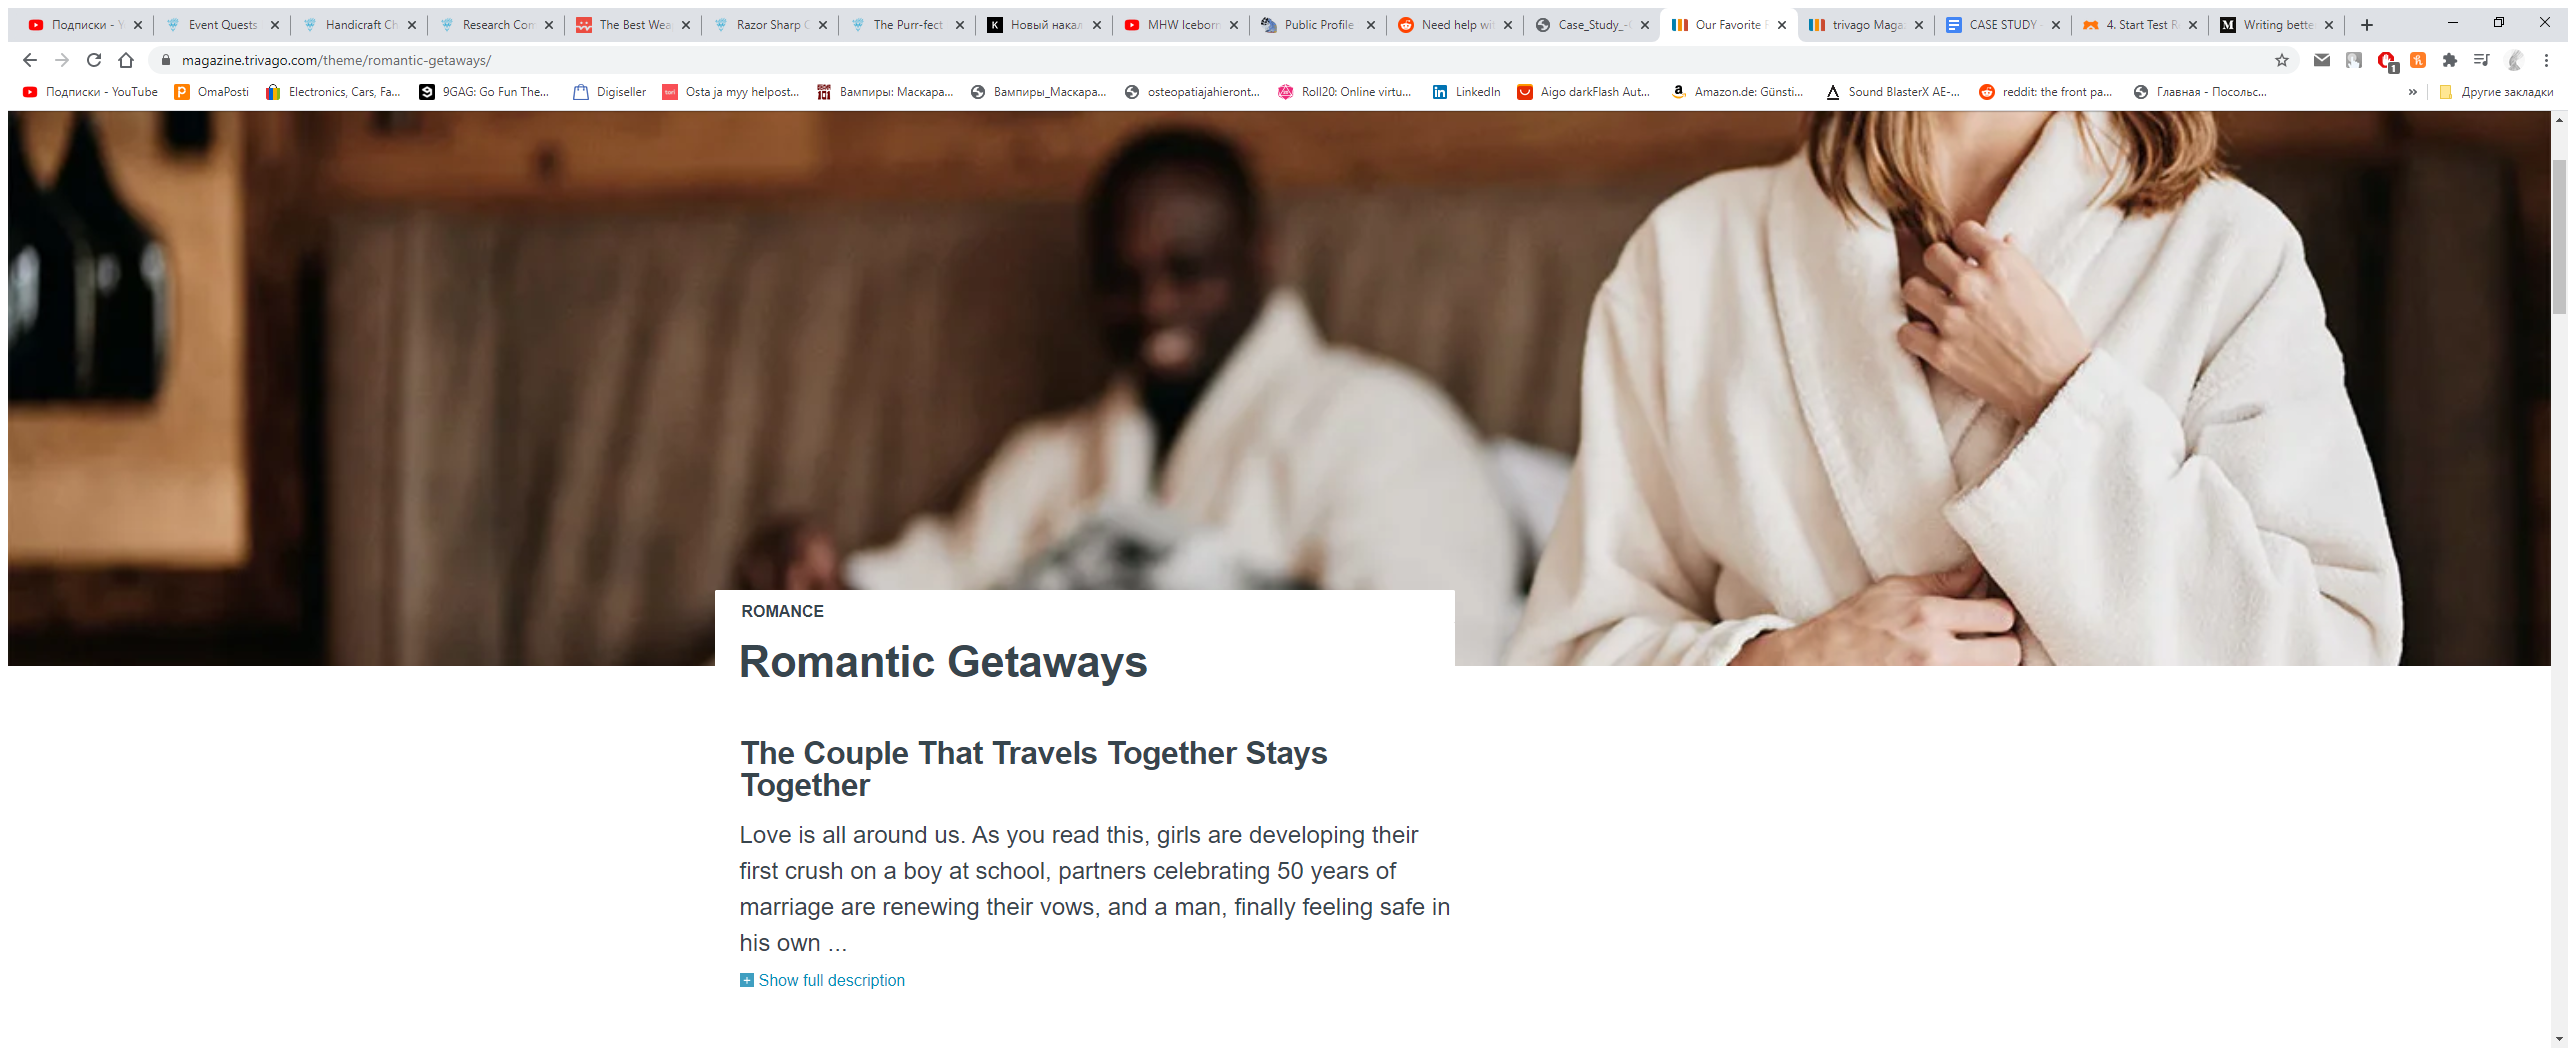 Подписки - Y
Event Quests
Handicraft Ch
Research Com
The Best Wea
Razor Sharp C
The Purr-fect
Новый накал
MHW Iceborn
Public Profile
Need help wit
Case_Study_-
Our Favorite
trivago Maga
CASE STUDY -
4. Start Test R
Writing bette
magazine.trivago.com/theme/romantic-getaways/
1
Подписки - YouTube
OmaPosti
Electronics, Cars, Fa...
9GAG: Go Fun The...
Digiseller
Osta ja myy helpost...
Вампиры: Маскара...
Вампиры_Маскара...
osteopatiajahieront...
Roll20: Online virtu...
LinkedIn
Aigo darkFlash Aut...
Amazon.de: Günsti...
Sound BlasterX AE-...
reddit: the front pa...
Главная - Посольс...
»
Другие закладки
ROMANCE
Romantic Getaways
The Couple That Travels Together Stays
Together
Love is all around us. As you read this, girls are developing their
first crush on a boy at school, partners celebrating 50 years of
marriage are renewing their vows, and a man, finally feeling safe in
his own ...
Show full description